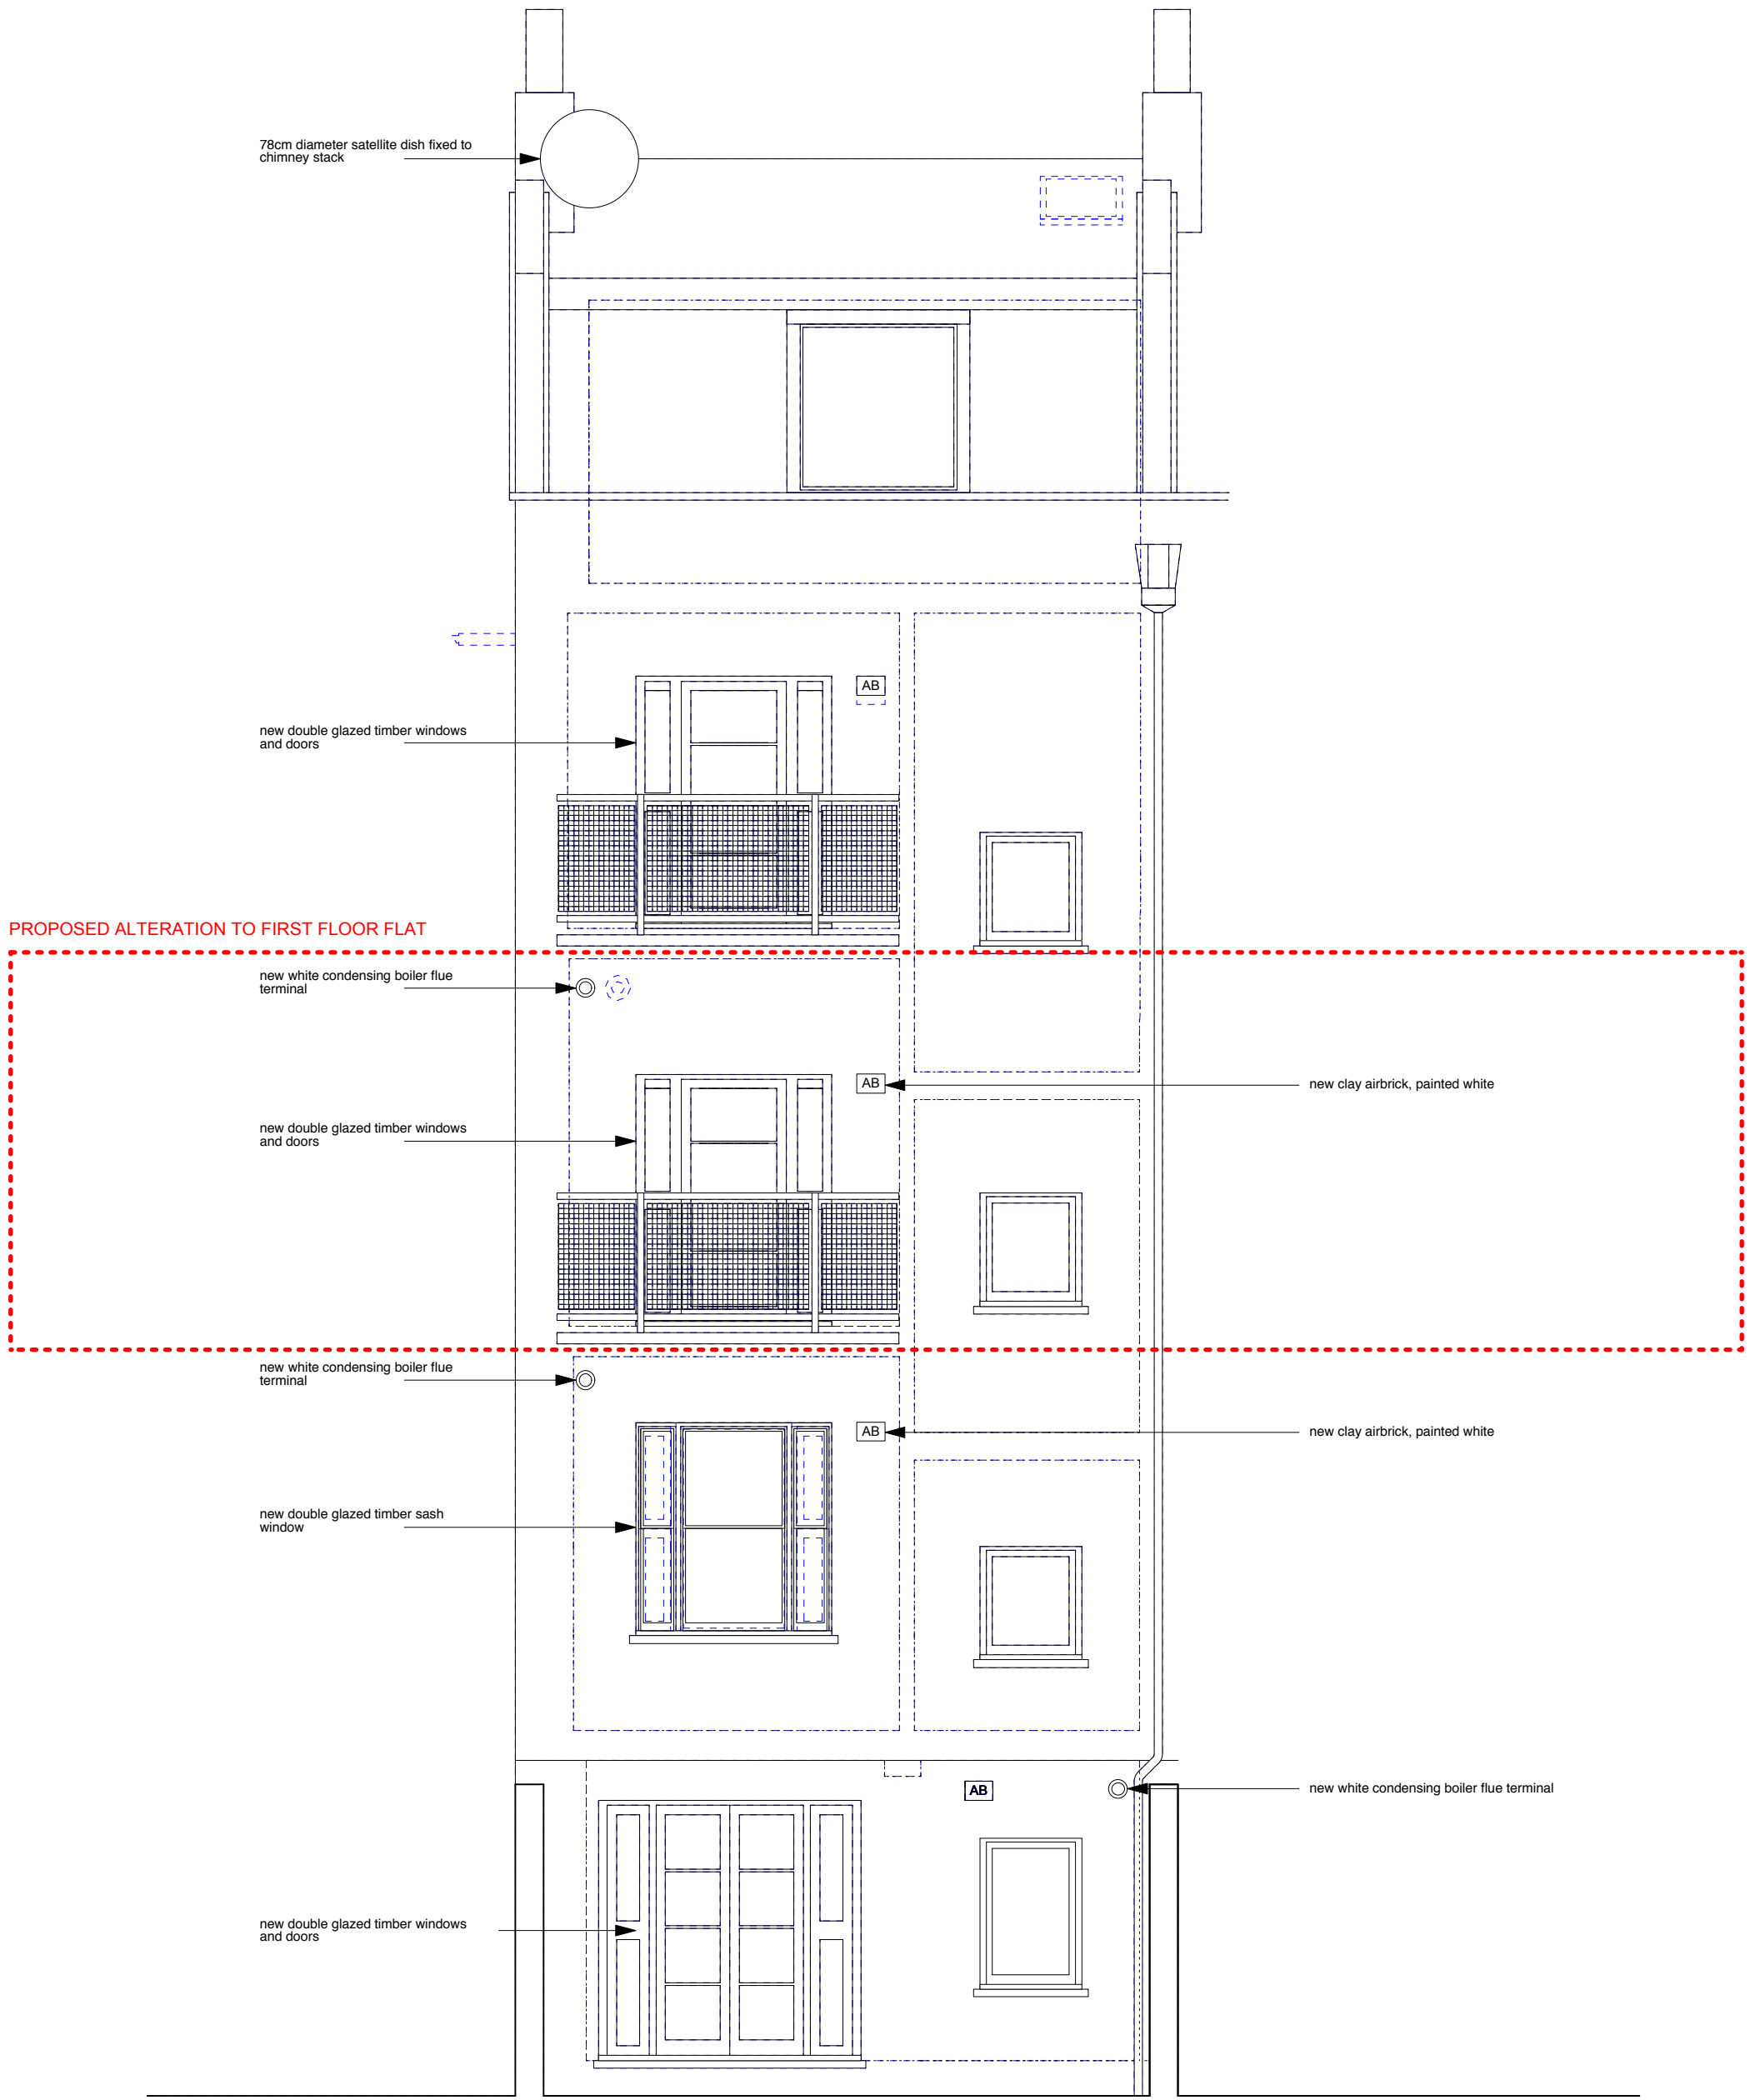 78cm diameter satellite dish fixed to
chimney stack
AB
new double glazed timber windows
and doors
PROPOSED ALTERATION TO FIRST FLOOR FLAT
new white condensing boiler flue
terminal
AB
new clay airbrick, painted white
new double glazed timber windows
and doors
new white condensing boiler flue
terminal
AB
new clay airbrick, painted white
new double glazed timber sash
window
AB
new white condensing boiler flue terminal
new double glazed timber windows
and doors